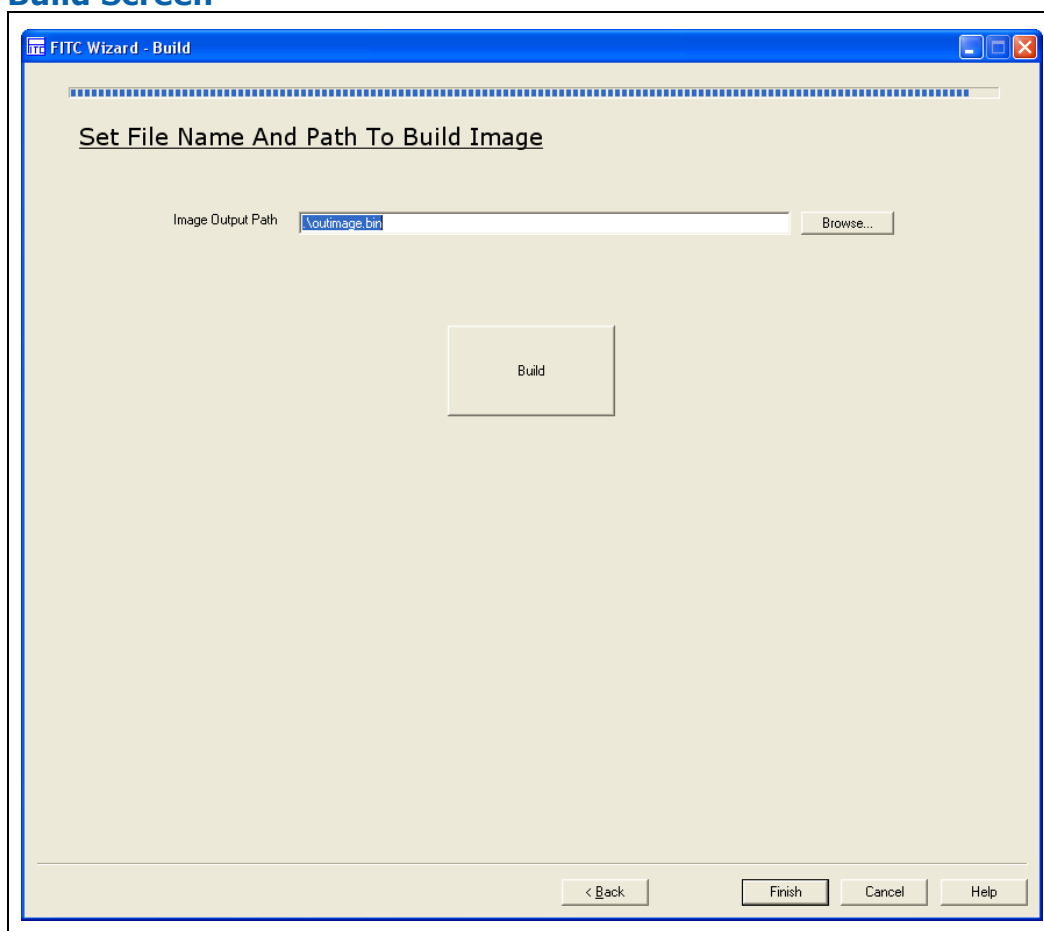 Build Screen
FITC Wizard - Build
Set File Name And Path To Build Image
Image Output Path .\outimage.bin Browse...
Build
< Back Finish Cancel Help